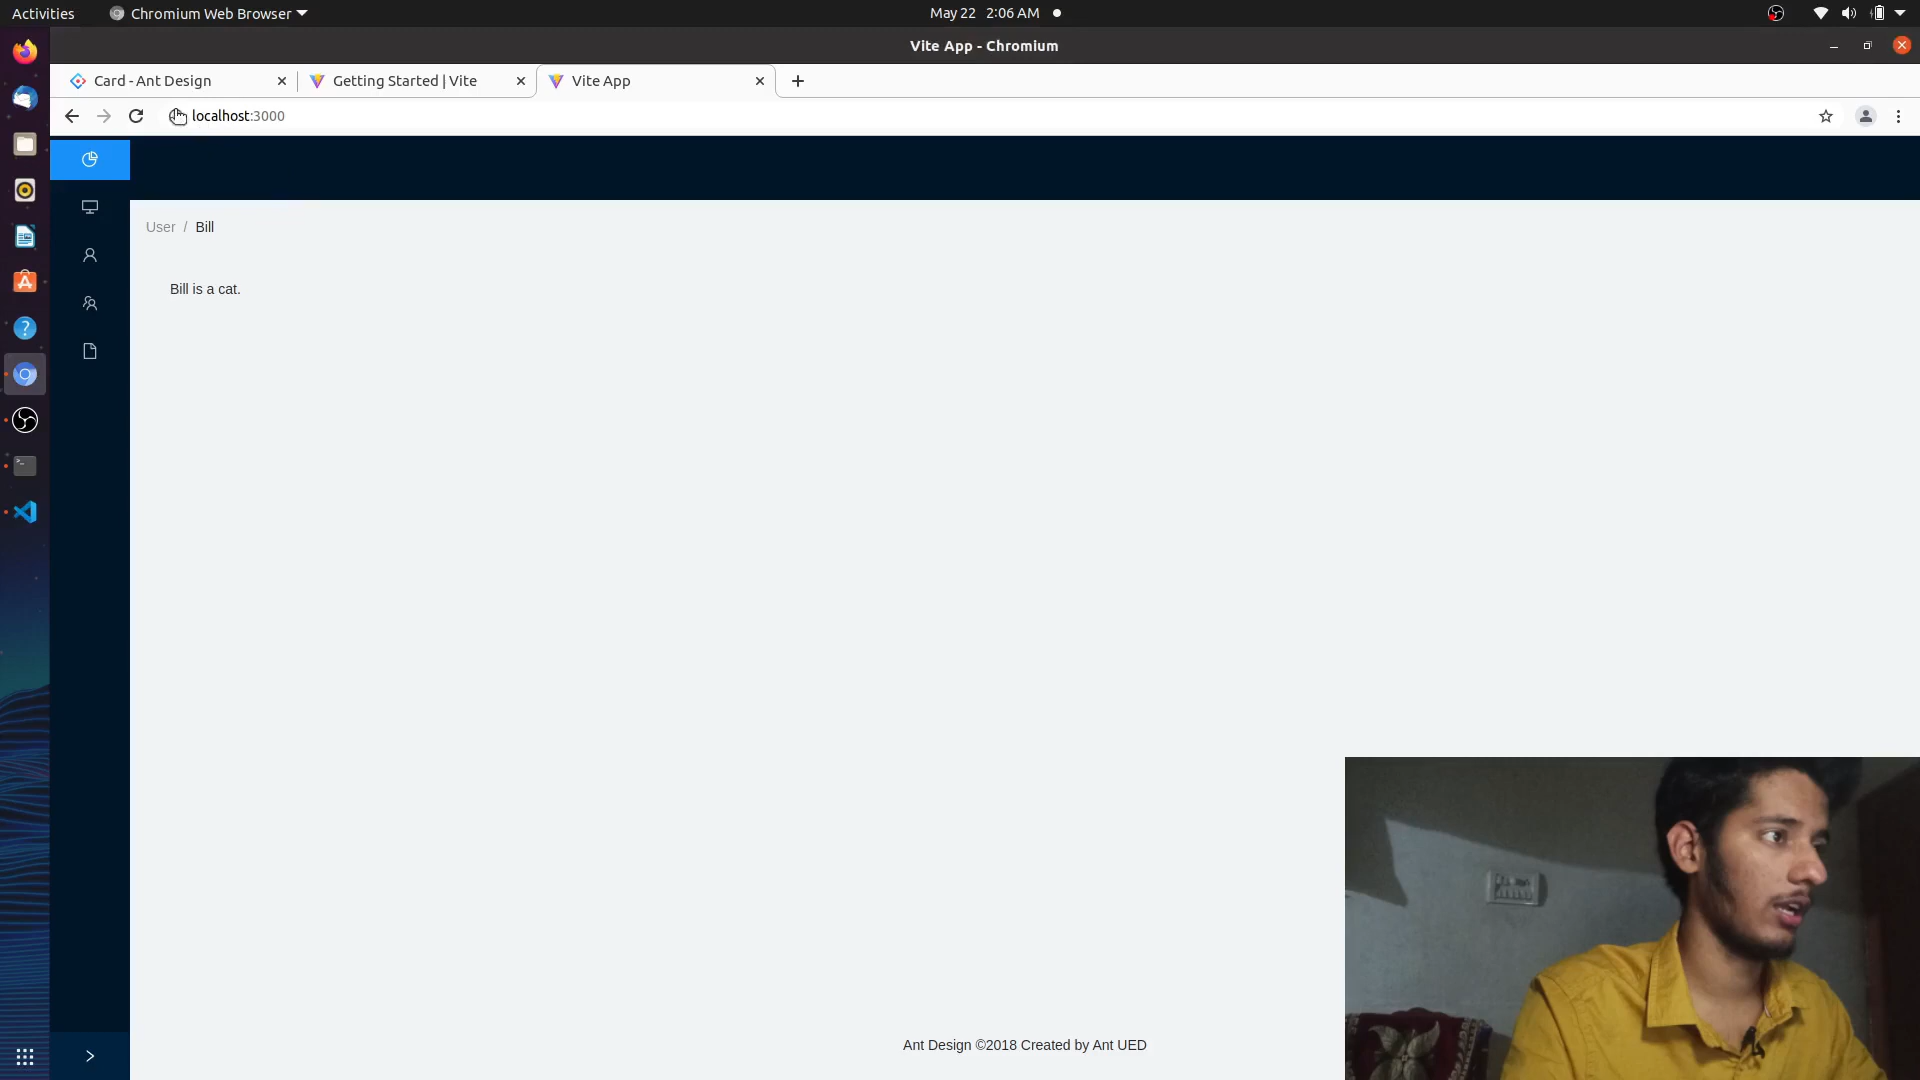 Activities
Chromium Web Browser
May 22 2:06 AM
Vite App - Chromium
Card - Ant Design
Getting Started | Vite
Vite App
localhost:3000
User / Bill
Bill is a cat.
Ant Design ©2018 Created by Ant UED